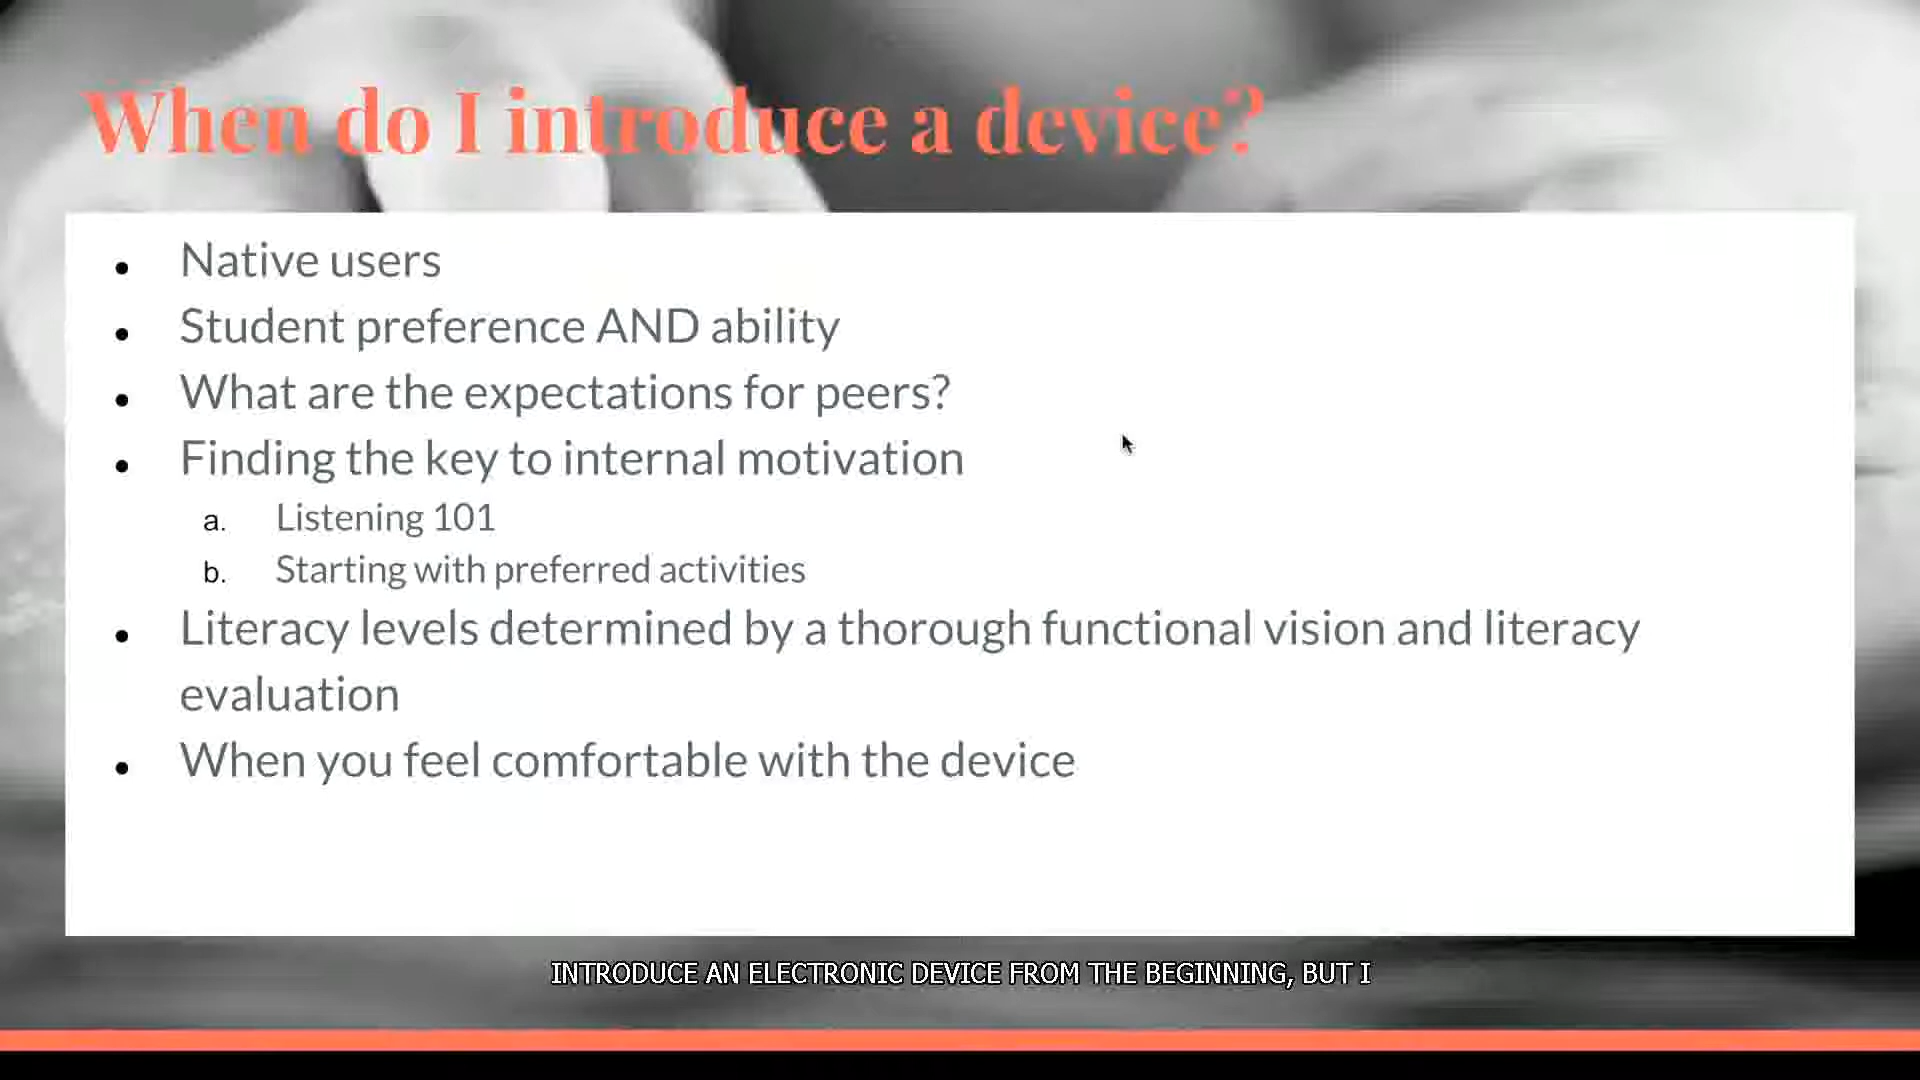 When do I introduce a device?
• Native users
• Student preference AND ability
• What are the expectations for peers?
• Finding the key to internal motivation
a. Listening 101
b. Starting with preferred activities
• Literacy levels determined by a thorough functional vision and literacy
evaluation
• When you feel comfortable with the device
INTRODUCE AN ELECTRONIC DEVICE FROM THE BEGINNING, BUT I